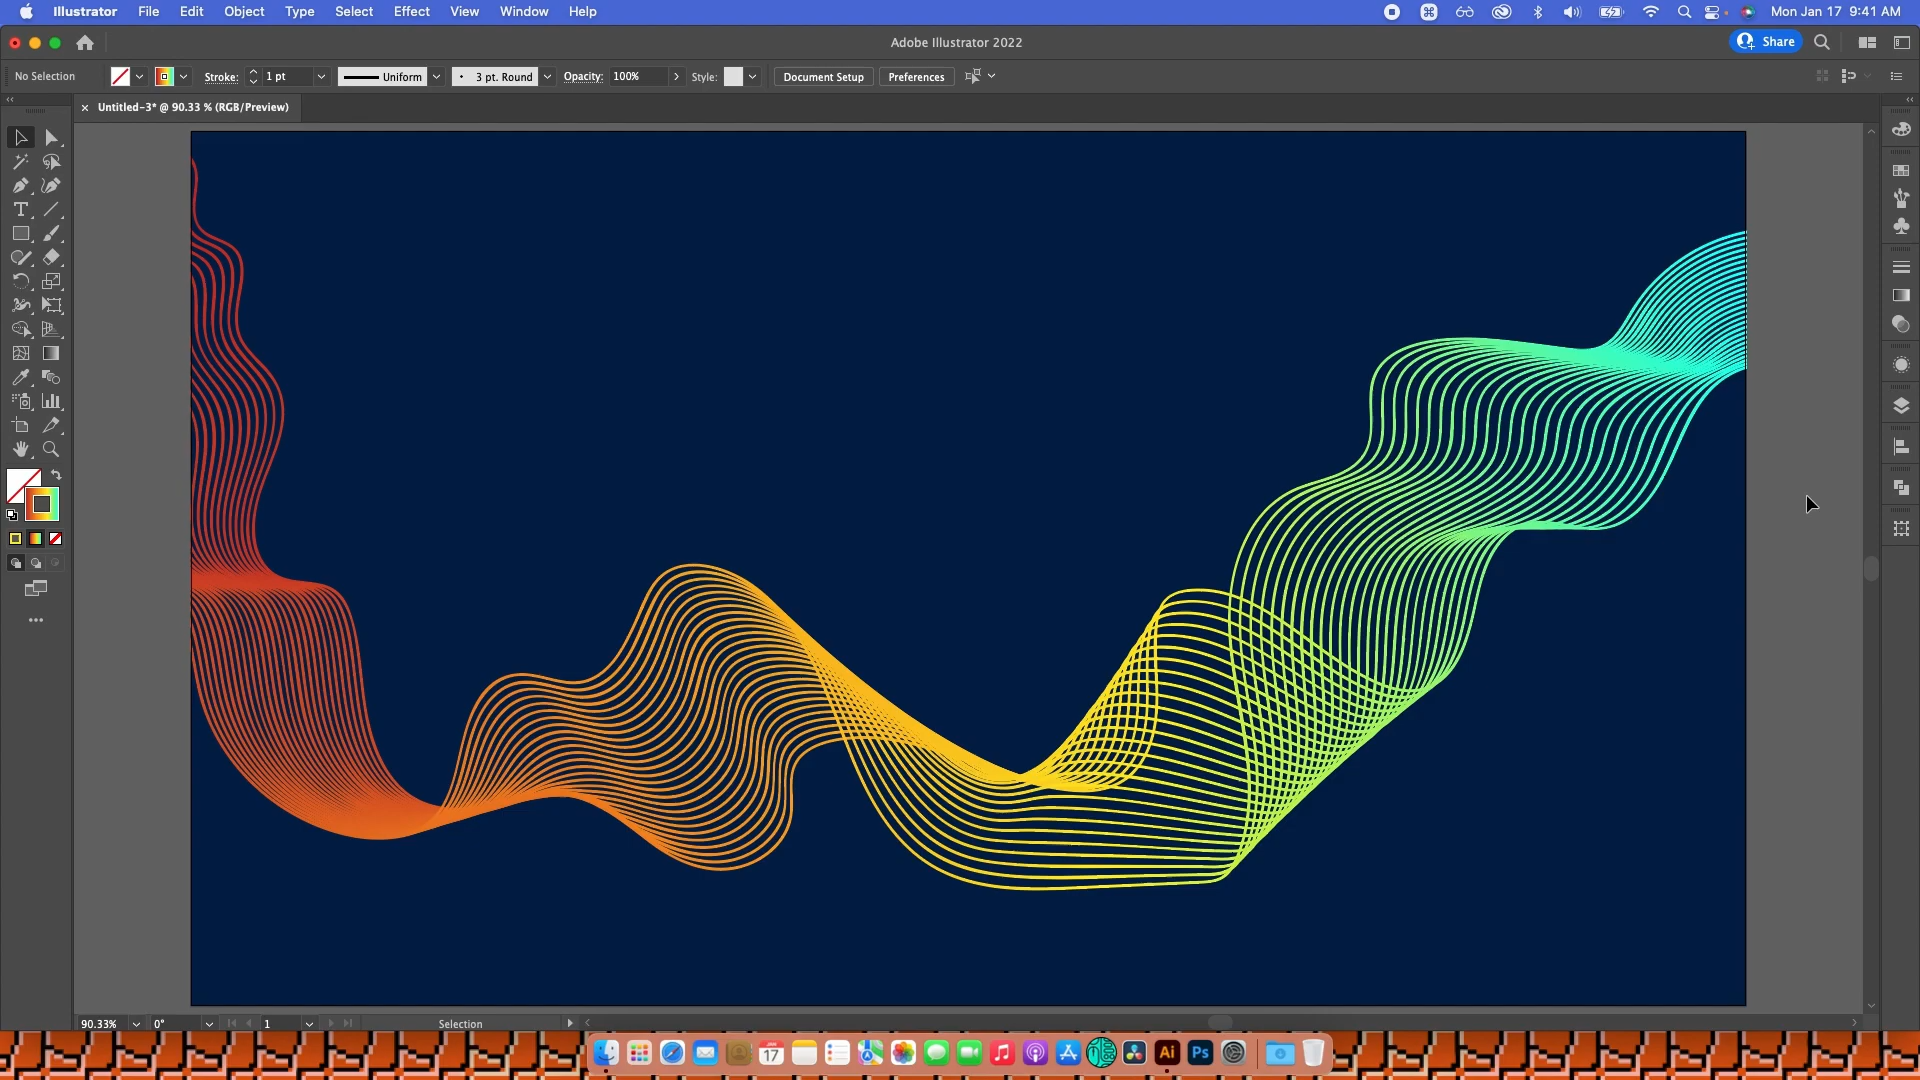 Illustrator File Edit Object Type Select Effect View Window Help Mon Jan 17 9:41 AM
Adobe Illustrator 2022 Share
No Selection Stroke: 1 pt Uniform 3 pt. Round Opacity: 100% Style: Document Setup Preferences
Untitled-3* @ 90.33 % (RGB/Preview)
90.33% 0° 1 Selection
17 Ai Ps